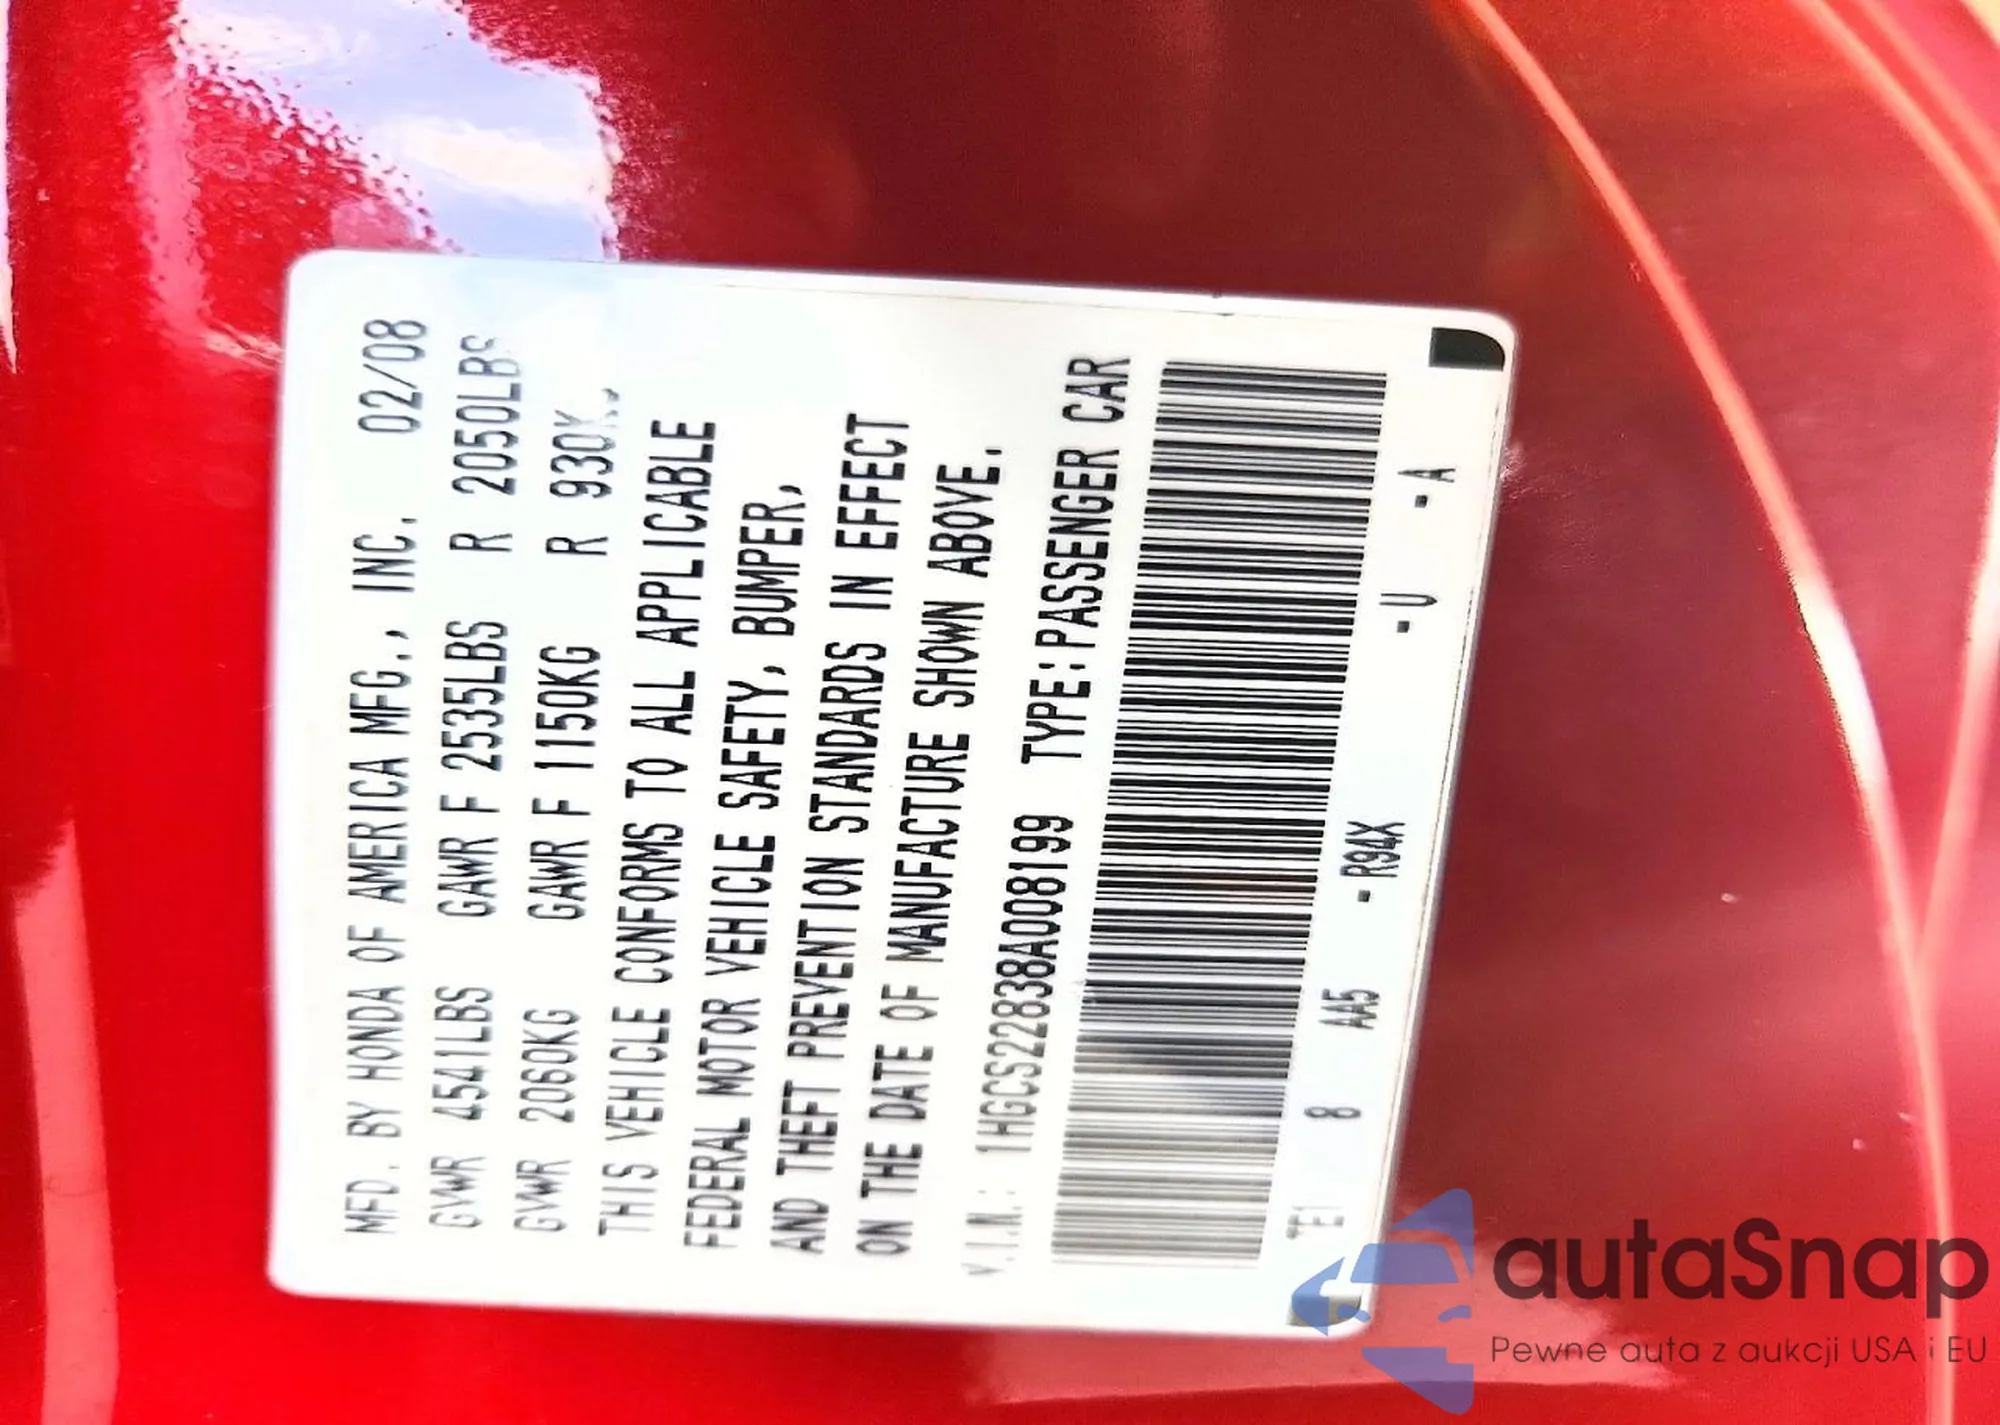 MFD. BY HONDA OF AMERICA MFG., INC. 02/08
GVWR 4541LBS GAWR F 2535LBS R 2050LBS
GVWR 2060KG GAWR F 1150KG R 930KG
THIS VEHICLE CONFORMS TO ALL APPLICABLE
FEDERAL MOTOR VEHICLE SAFETY, BUMPER,
AND THEFT PREVENTION STANDARDS IN EFFECT
ON THE DATE OF MANUFACTURE SHOWN ABOVE.
V.I.N.: 1HGCS22838A008199 TYPE:PASSENGER CAR
TE1 8 AA5 -R94X -U -A
autaSnap
Pewne auta z aukcji USA i EU